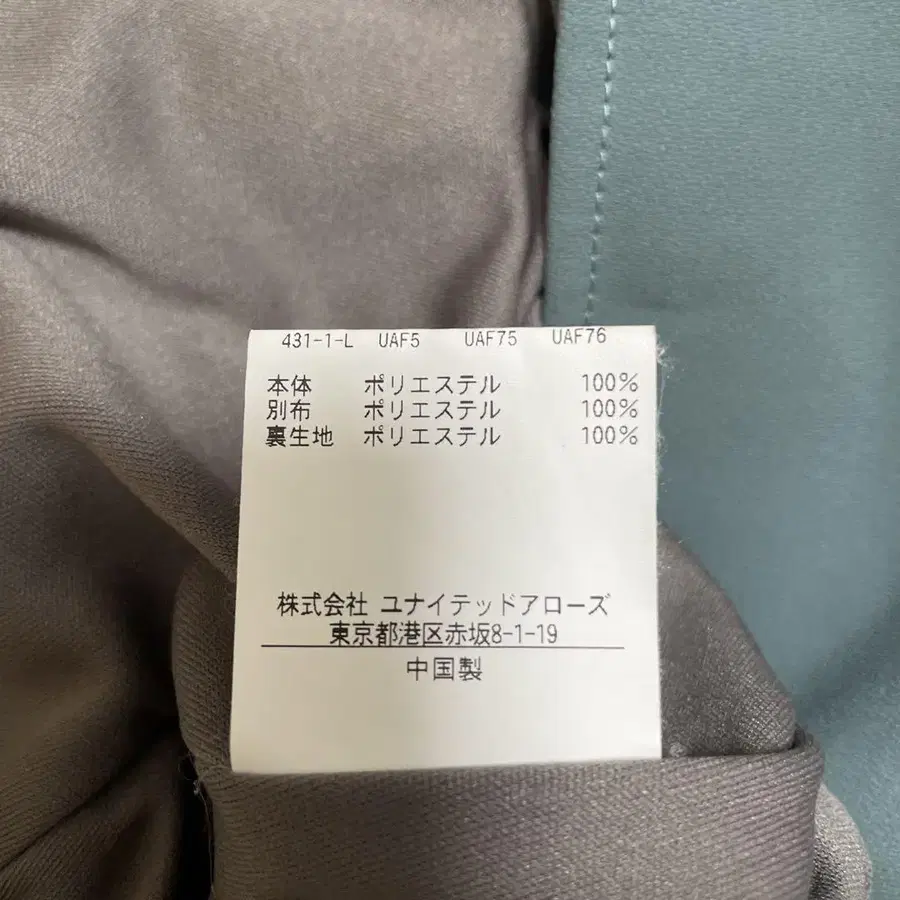 431-1-L UAF5 UAF75 UAF76
本体 ポリエステル 100%
別布 ポリエステル 100%
裏生地 ポリエステル 100%
株式会社 ユナイテッドアローズ
東京都港区赤坂8-1-19
中国製